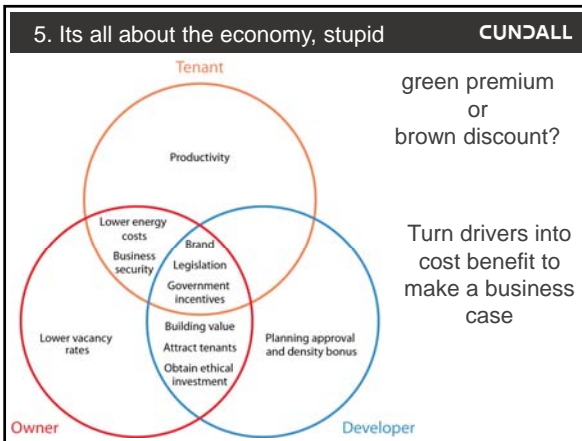 5. Its all about the economy, stupid
CUNDALL
Tenant
Productivity
Lower energy
costs
Business
security
Brand
Legislation
Government
incentives
Lower vacancy
rates
Building value
Attract tenants
Obtain ethical
investment
Planning approval
and density bonus
Owner
Developer
green premium
or
brown discount?
Turn drivers into
cost benefit to
make a business
case